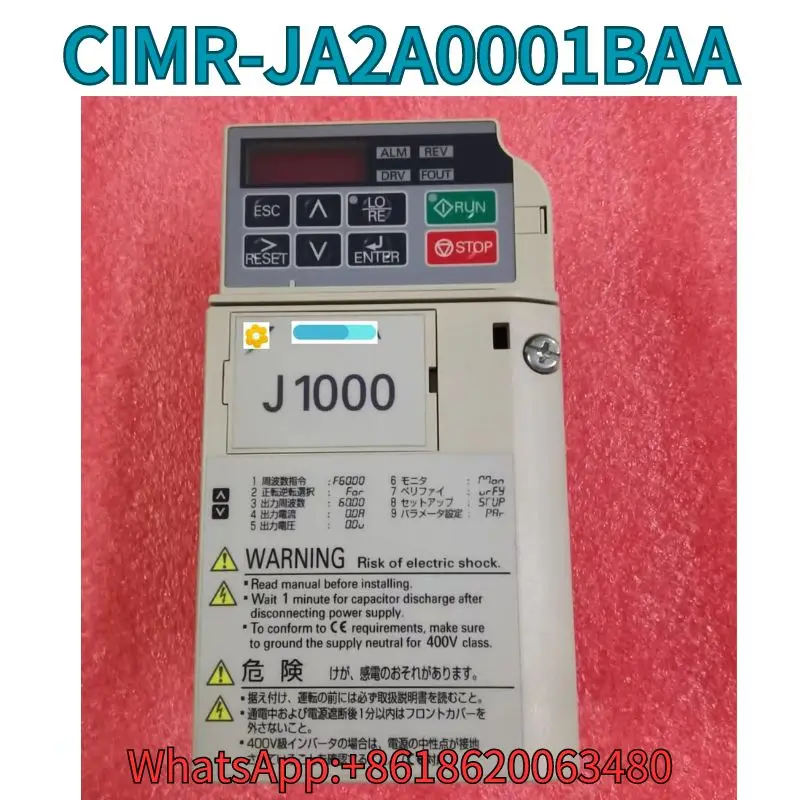 CIMR-JA2A0001BAA
ALM REV
DRV FOUT
ESC LO RE RUN
RESET ENTER STOP
J1000
1 周波数指令 : F60.00 6 モニタ : Mon
2 正転逆転選択 : For 7 ベリファイ : vrFy
3 出力周波数 : 60.00 8 セットアップ : STUP
4 出力電流 : 0.0A 9 パラメータ設定 : PAr
5 出力電圧 : 0.0v
WARNING Risk of electric shock.
• Read manual before installing.
• Wait 1 minute for capacitor discharge after
disconnecting power supply.
• To conform to CE requirements, make sure
to ground the supply neutral for 400V class.
危 険 けが、感電のおそれがあります。
• 据え付け、運転の前には必ず取扱説明書を読むこと。
• 通電中および電源遮断後1分以内はフロントカバーを
外さないこと。
• 400V級インバータの場合は、電源の中性点が接地
WhatsApp:+8618620063480